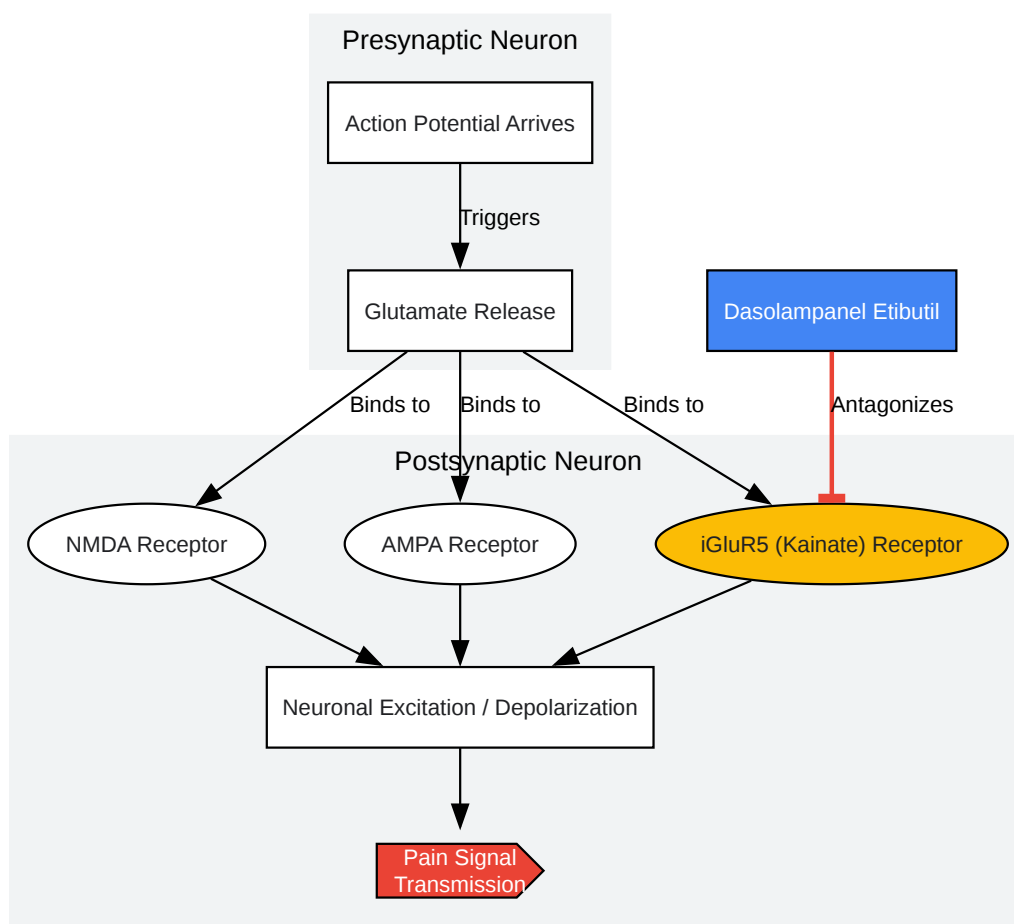 Presynaptic Neuron
Action Potential Arrives
Triggers
Glutamate Release
Dasolampanel Etibutil
Binds to
Binds to
Binds to
Antagonizes
Postsynaptic Neuron
NMDA Receptor
AMPA Receptor
iGluR5 (Kainate) Receptor
Neuronal Excitation / Depolarization
Pain Signal
Transmission